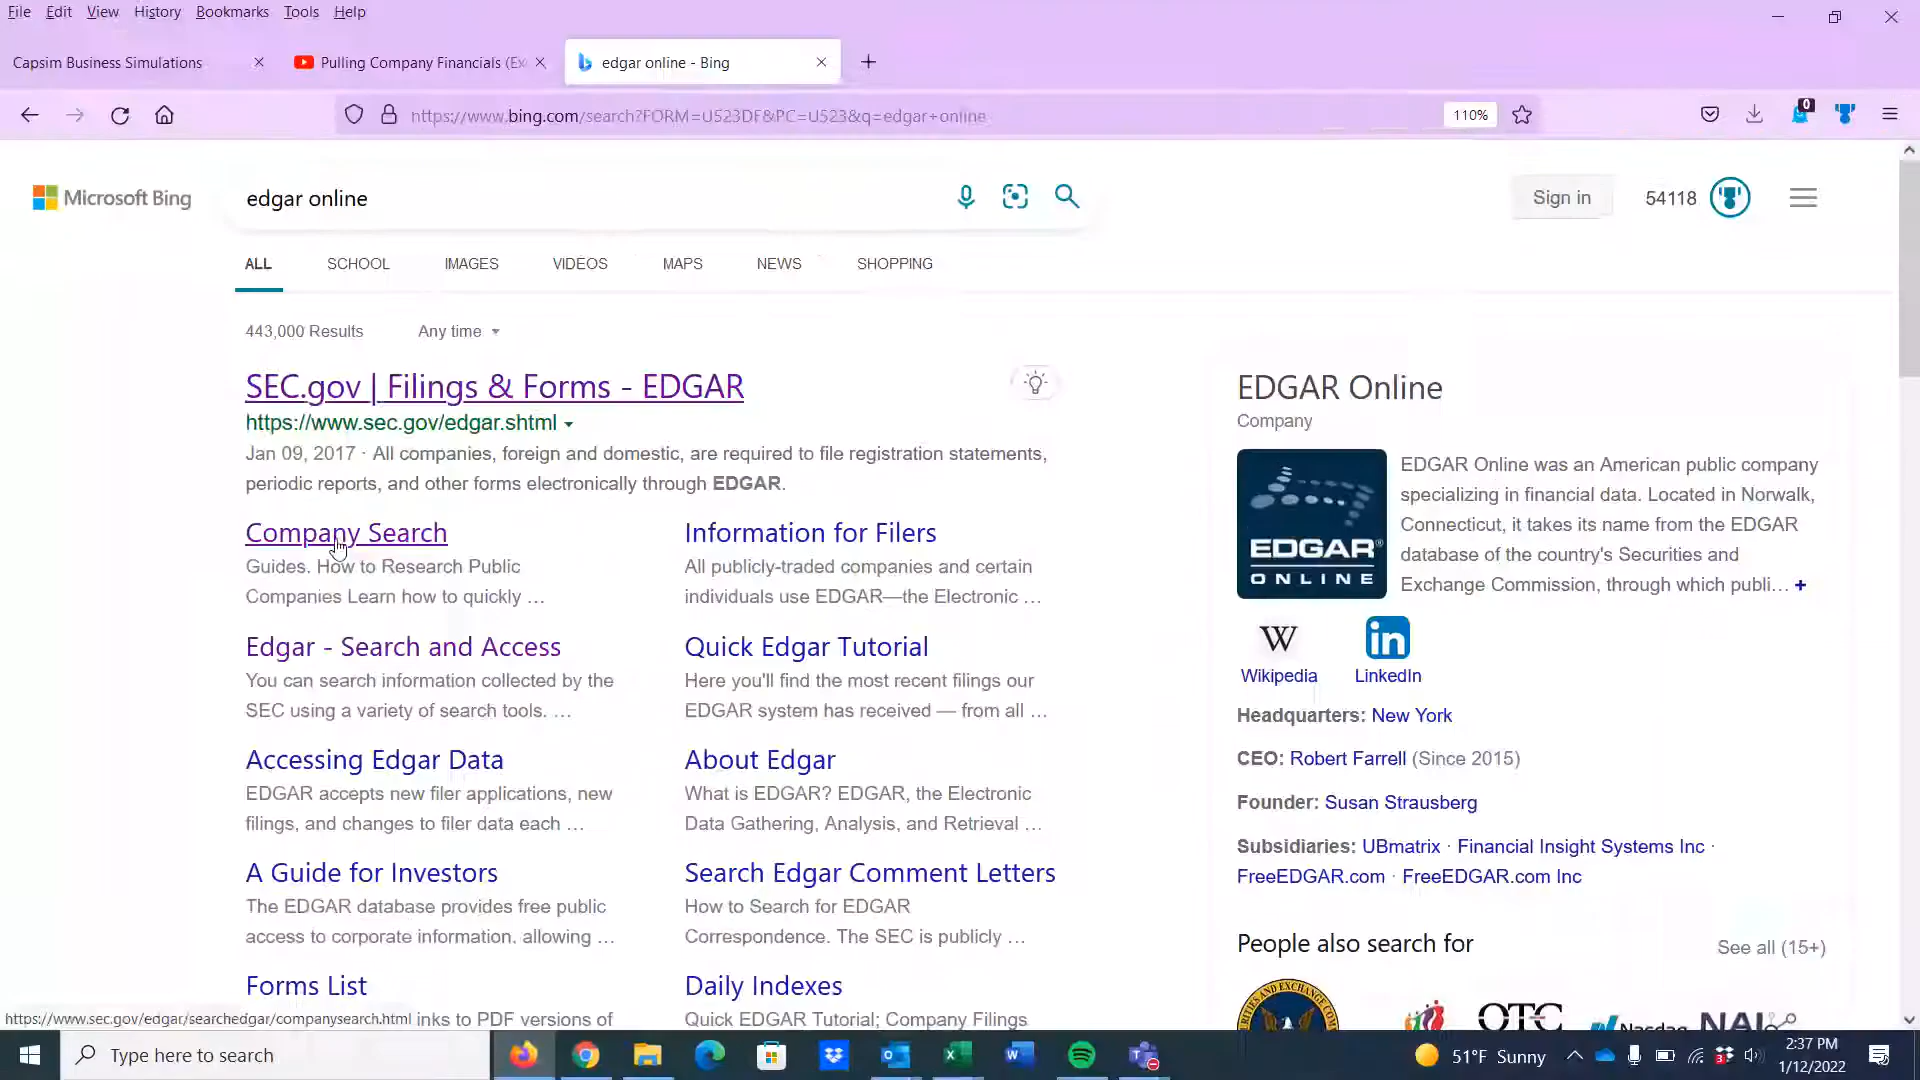 File Edit View History Bookmarks Tools Help
Capsim Business Simulations
Pulling Company Financials (Ex
edgar online - Bing
https://www.bing.com/search?FORM=U523DF&PC=U523&q=edgar+online
110%
0
Microsoft Bing
edgar online
Sign in
54118
ALL SCHOOL IMAGES VIDEOS MAPS NEWS SHOPPING
443,000 Results Any time
SEC.gov | Filings & Forms - EDGAR
https://www.sec.gov/edgar.shtml
Jan 09, 2017 · All companies, foreign and domestic, are required to file registration statements,
periodic reports, and other forms electronically through EDGAR.
Company Search
Guides. How to Research Public
Companies Learn how to quickly ...
Information for Filers
All publicly-traded companies and certain
individuals use EDGAR—the Electronic ...
Edgar - Search and Access
You can search information collected by the
SEC using a variety of search tools. ...
Quick Edgar Tutorial
Here you'll find the most recent filings our
EDGAR system has received — from all ...
Accessing Edgar Data
EDGAR accepts new filer applications, new
filings, and changes to filer data each ...
About Edgar
What is EDGAR? EDGAR, the Electronic
Data Gathering, Analysis, and Retrieval ...
A Guide for Investors
The EDGAR database provides free public
access to corporate information, allowing ...
Search Edgar Comment Letters
How to Search for EDGAR
Correspondence. The SEC is publicly ...
Forms List
inks to PDF versions of
Daily Indexes
Quick EDGAR Tutorial; Company Filings
https://www.sec.gov/edgar/searchedgar/companysearch.html
EDGAR Online
Company
EDGAR®
ONLINE
EDGAR Online was an American public company
specializing in financial data. Located in Norwalk,
Connecticut, it takes its name from the EDGAR
database of the country's Securities and
Exchange Commission, through which publi... +
W
in
Wikipedia LinkedIn
Headquarters: New York
CEO: Robert Farrell (Since 2015)
Founder: Susan Strausberg
Subsidiaries: UBmatrix · Financial Insight Systems Inc ·
FreeEDGAR.com · FreeEDGAR.com Inc
People also search for
See all (15+)
OTC
Nasdaq
NAI
Type here to search
51°F Sunny
2:37 PM
1/12/2022